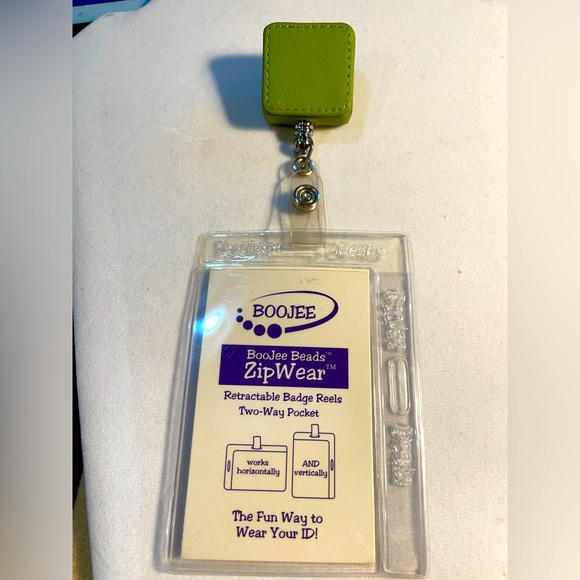 BOOJEE
BooJee Beads™
ZipWear™
Retractable Badge Reels
Two-Way Pocket
works
horizontally
AND
vertically
The Fun Way to
Wear Your ID!